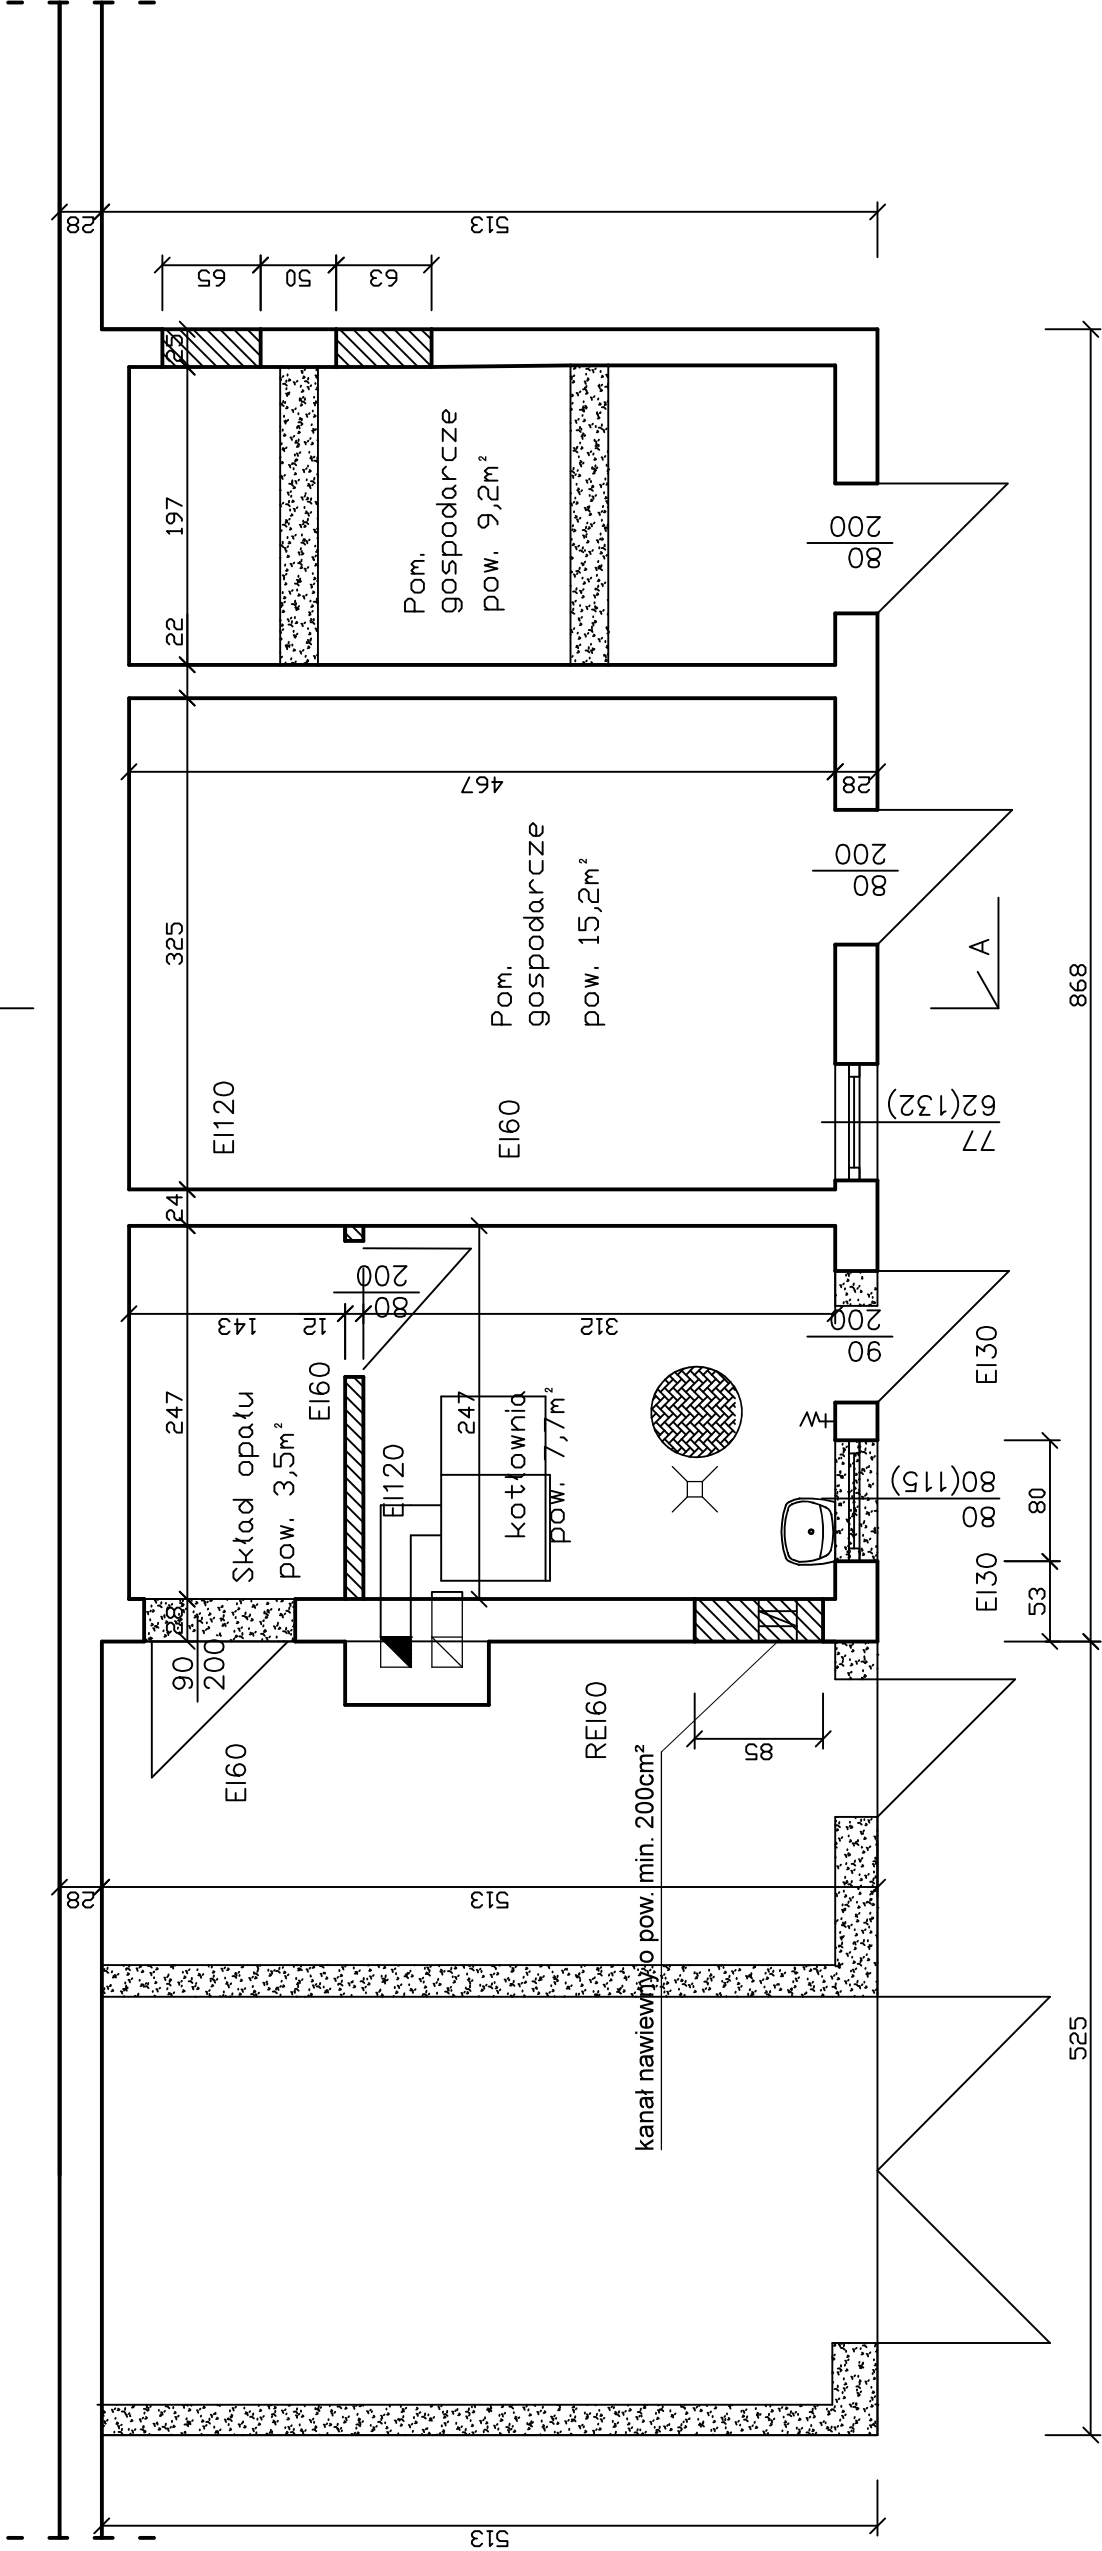 28
513
65
50
63
25
197
22
Pom.
gospodarcze
pow. 9,2m²
200
80
467
28
325
Pom.
gospodarcze
pow. 15,2m²
200
80
A
868
EI120
EI60
62(132)
77
24
200
80
143
12
312
200
90
EI30
247
Skład opału
pow. 3,5m²
EI60
EI120
247
kotłownia
pow. 7,7m²
80(115)
80
80
EI30
53
28
90
200
EI60
REI60
85
kanał nawiewny o pow. min. 200cm²
28
513
525
513